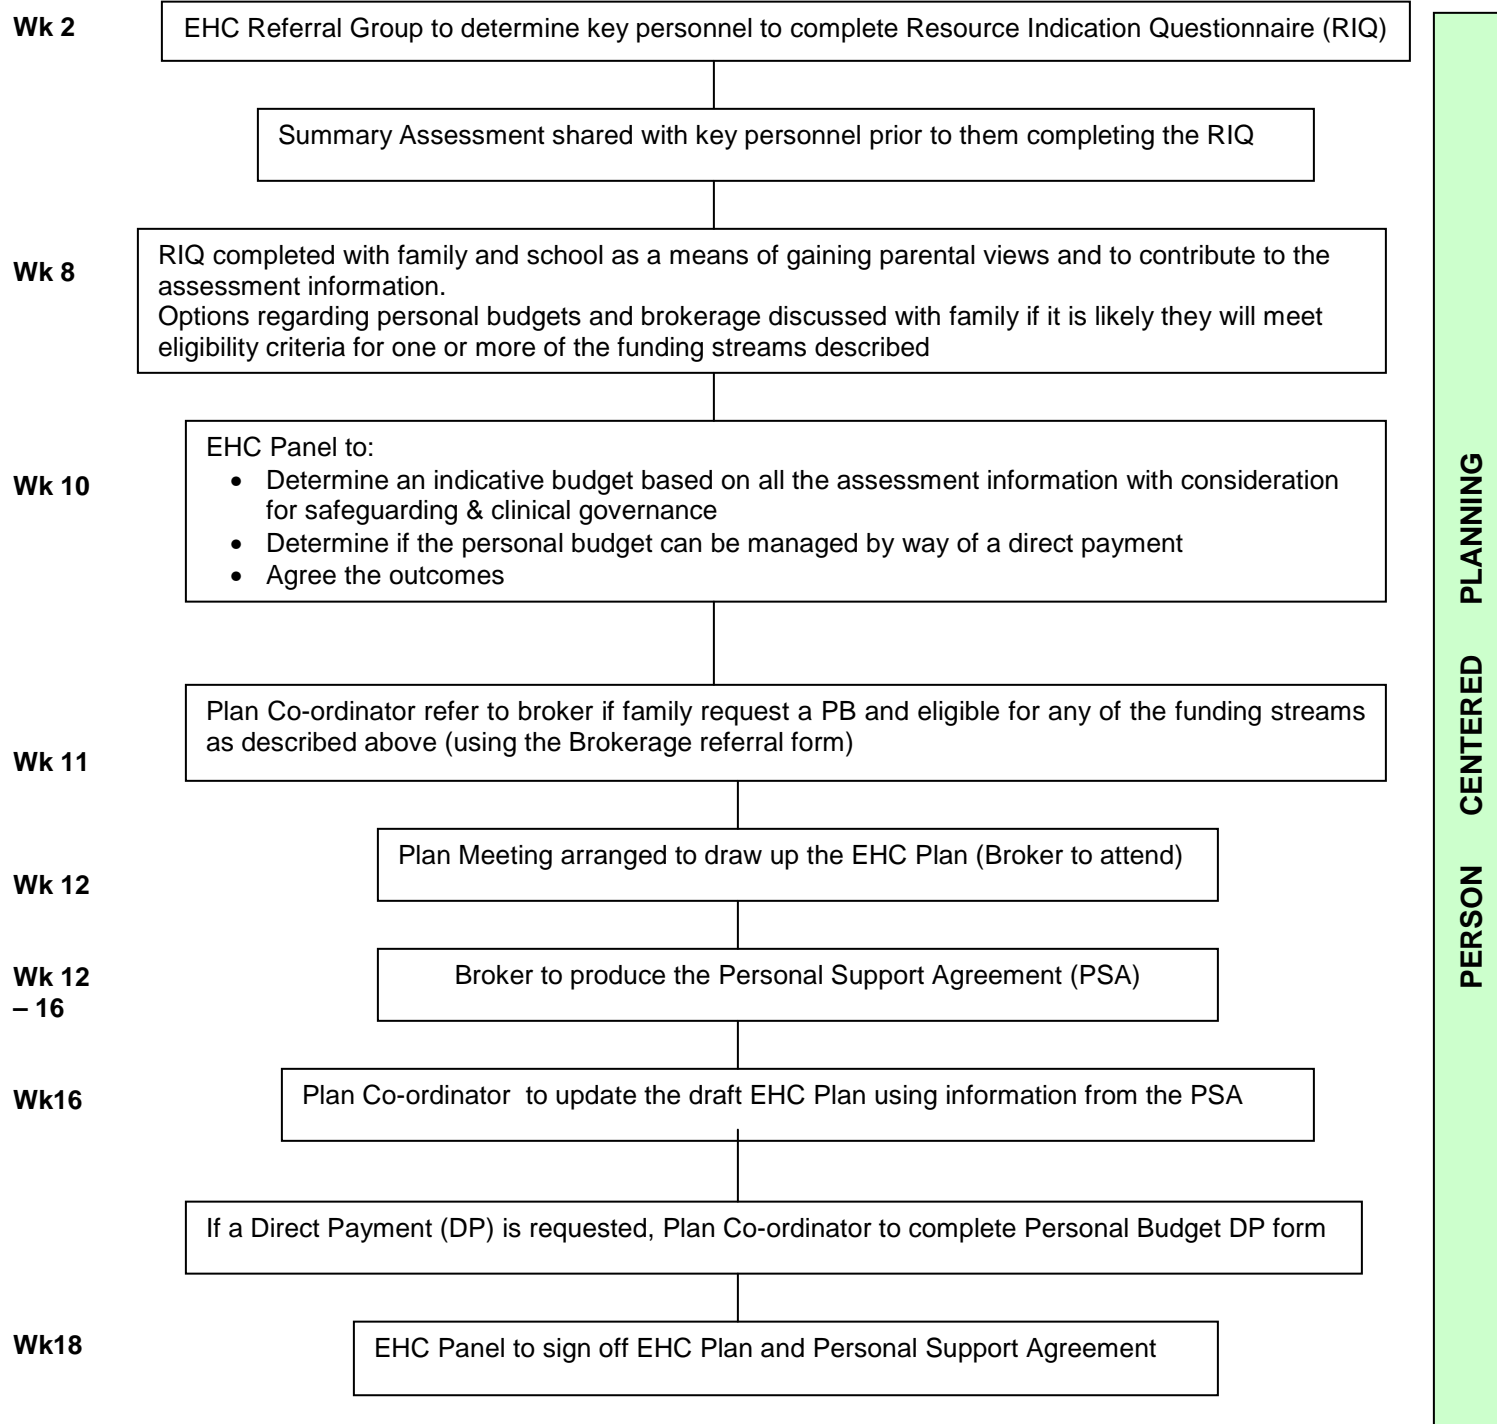 Wk 2
EHC Referral Group to determine key personnel to complete Resource Indication Questionnaire (RIQ)
Summary Assessment shared with key personnel prior to them completing the RIQ
Wk 8
RIQ completed with family and school as a means of gaining parental views and to contribute to the
assessment information.
Options regarding personal budgets and brokerage discussed with family if it is likely they will meet
eligibility criteria for one or more of the funding streams described
Wk 10
EHC Panel to:
• Determine an indicative budget based on all the assessment information with consideration
for safeguarding & clinical governance
• Determine if the personal budget can be managed by way of a direct payment
• Agree the outcomes
Wk 11
Plan Co-ordinator refer to broker if family request a PB and eligible for any of the funding streams
as described above (using the Brokerage referral form)
Wk 12
Plan Meeting arranged to draw up the EHC Plan (Broker to attend)
Wk 12
– 16
Broker to produce the Personal Support Agreement (PSA)
Wk16
Plan Co-ordinator  to update the draft EHC Plan using information from the PSA
If a Direct Payment (DP) is requested, Plan Co-ordinator to complete Personal Budget DP form
Wk18
EHC Panel to sign off EHC Plan and Personal Support Agreement
PERSON CENTERED PLANNING